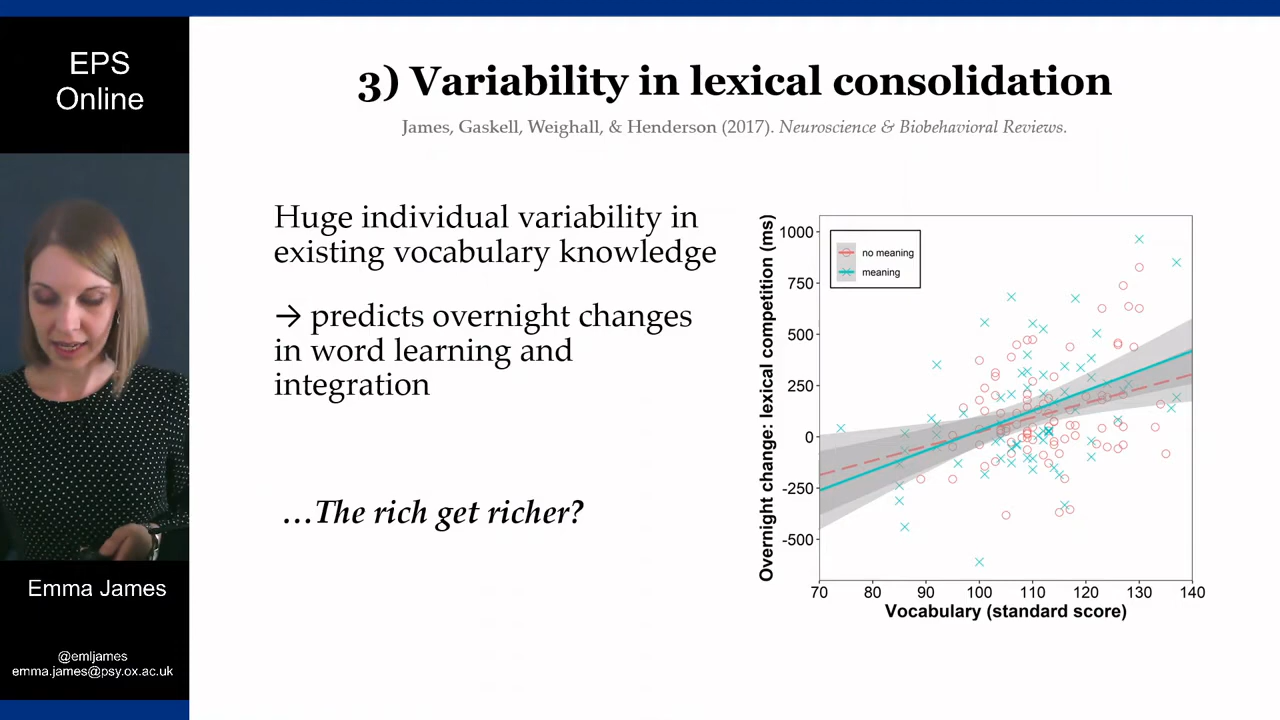 EPS
Online
3) Variability in lexical consolidation
James, Gaskell, Weighall, & Henderson (2017). Neuroscience & Biobehavioral Reviews.
Huge individual variability in
existing vocabulary knowledge
→ predicts overnight changes
in word learning and
integration
…The rich get richer?
Overnight change: lexical competition (ms)
1000
750
500
250
0
-250
-500
no meaning
meaning
70 80 90 100 110 120 130 140
Vocabulary (standard score)
Emma James
@emljames
emma.james@psy.ox.ac.uk